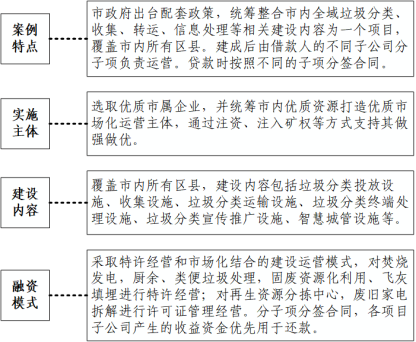 案例
特点
市政府出台配套政策，统筹整合市内全域垃圾分类、
收集、转运、信息处理等相关建设内容为一个项目，
覆盖市内所有区县。建成后由借款人的不同子公司分
子项负责运营。贷款时按照不同的子项分签合同。
实施
主体
选取优质市属企业，并统筹市内优质资源打造优质市
场化运营主体，通过注资、注入矿权等方式支持其做
强做优。
建设
内容
覆盖市内所有区县，建设内容包括垃圾分类投放设
施、收集设施、垃圾分类运输设施、垃圾分类终端处
理设施、垃圾分类宣传推广设施、智慧城管设施等。
融资
模式
采取特许经营和市场化结合的建设运营模式，对焚烧
发电，厨余、类便垃圾处理，固废资源化利用、飞灰
填埋进行特许经营；对再生资源分拣中心，废旧家电
拆解进行许可证管理经营。分子项分签合同，各项目
子公司产生的收益资金优先用于还款。